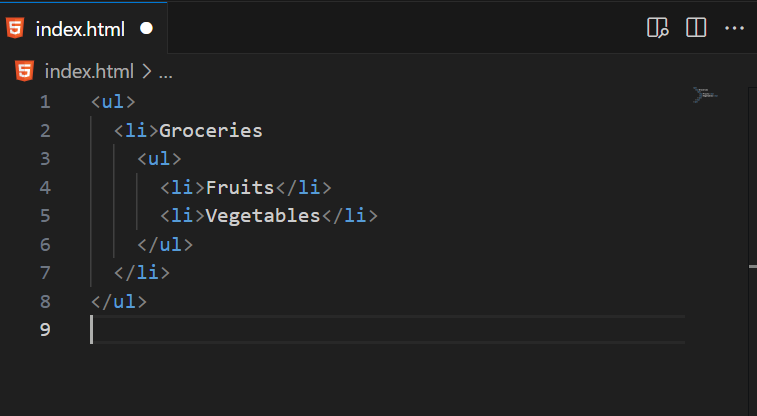 index.html
index.html > ...
1 <ul>
2 <li>Groceries
3 <ul>
4 <li>Fruits</li>
5 <li>Vegetables</li>
6 </ul>
7 </li>
8 </ul>
9